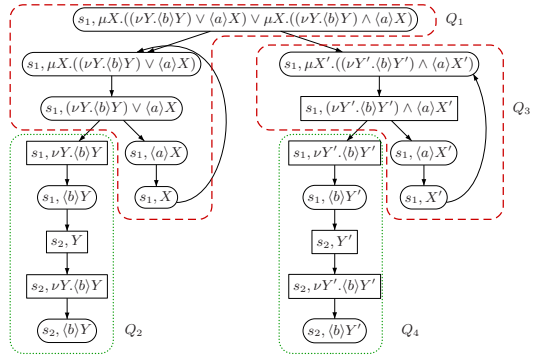 s₁, μX.((νY.⟨b⟩Y) ∨ ⟨a⟩X) ∨ μX.((νY.⟨b⟩Y) ∧ ⟨a⟩X)
Q₁
s₁, μX.((νY.⟨b⟩Y) ∨ ⟨a⟩X)
s₁, μX′.((νY′.⟨b⟩Y′) ∧ ⟨a⟩X′)
s₁, (νY.⟨b⟩Y) ∨ ⟨a⟩X
s₁, (νY′.⟨b⟩Y′) ∧ ⟨a⟩X′
Q₃
s₁, νY.⟨b⟩Y
s₁, ⟨a⟩X
s₁, νY′.⟨b⟩Y′
s₁, ⟨a⟩X′
s₁, ⟨b⟩Y
s₁, X
s₁, ⟨b⟩Y′
s₁, X′
s₂, Y
s₂, Y′
s₂, νY.⟨b⟩Y
s₂, νY′.⟨b⟩Y′
s₂, ⟨b⟩Y
Q₂
s₂, ⟨b⟩Y′
Q₄